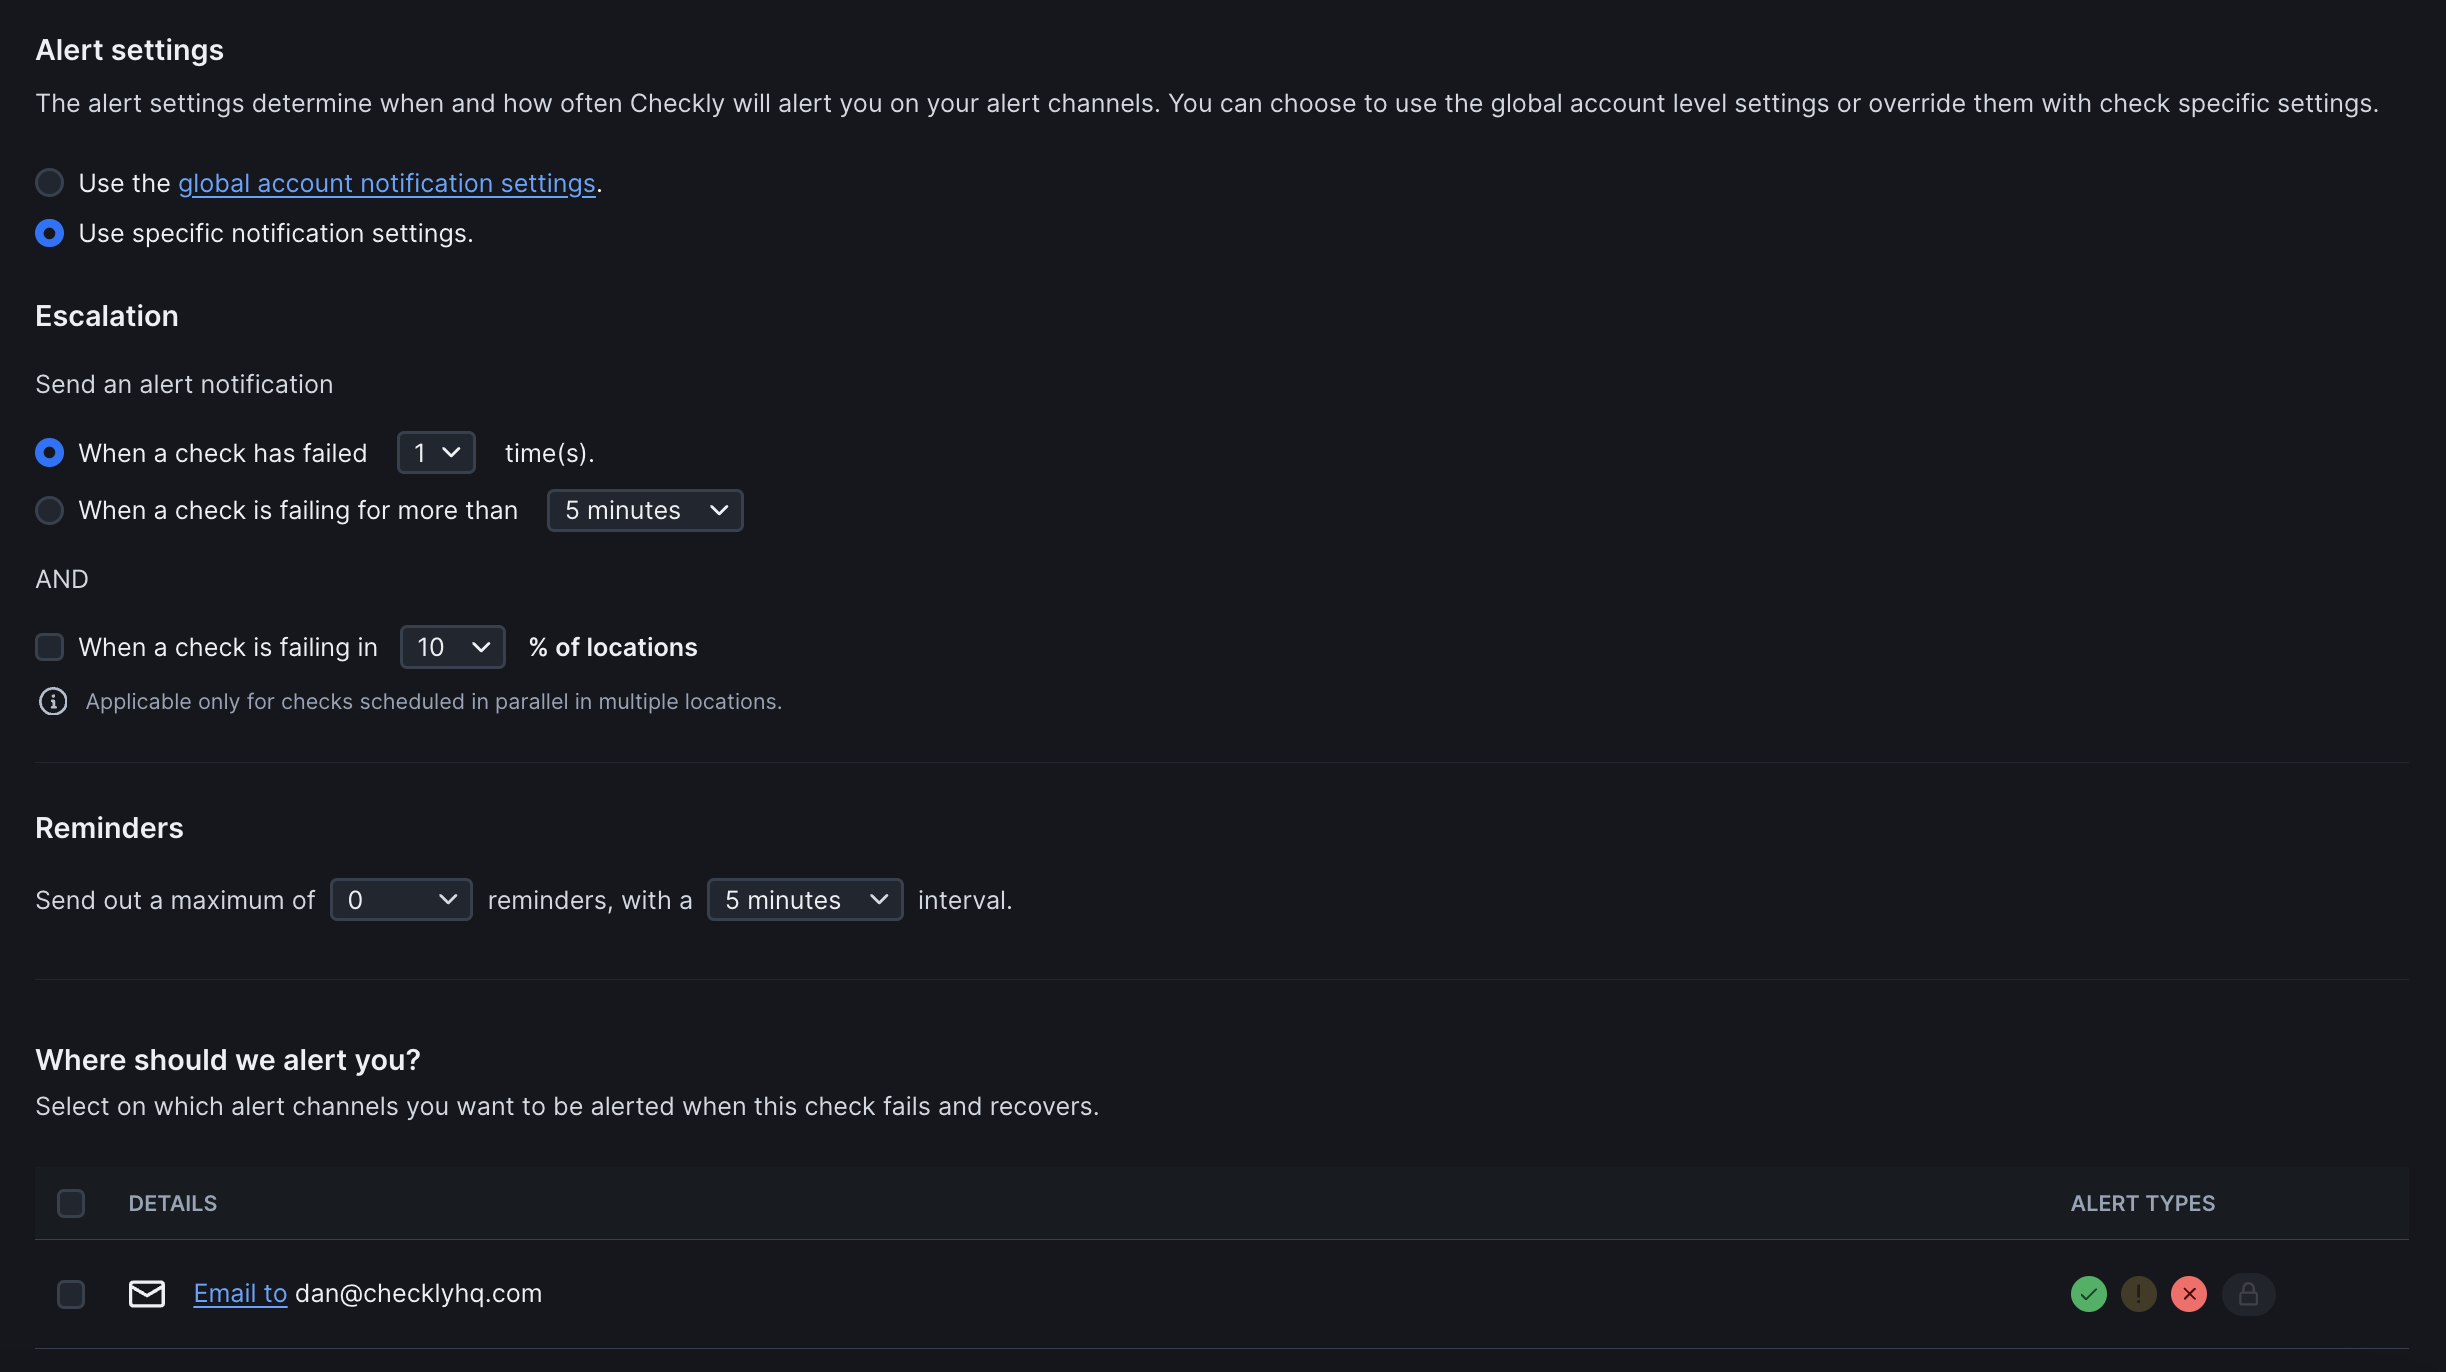 Alert settings
The alert settings determine when and how often Checkly will alert you on your alert channels. You can choose to use the global account level settings or override them with check specific settings.
Use the global account notification settings.
Use specific notification settings.
Escalation
Send an alert notification
When a check has failed 1 time(s).
When a check is failing for more than 5 minutes
AND
When a check is failing in 10 % of locations
Applicable only for checks scheduled in parallel in multiple locations.
Reminders
Send out a maximum of 0 reminders, with a 5 minutes interval.
Where should we alert you?
Select on which alert channels you want to be alerted when this check fails and recovers.
DETAILS ALERT TYPES
Email to dan@checklyhq.com